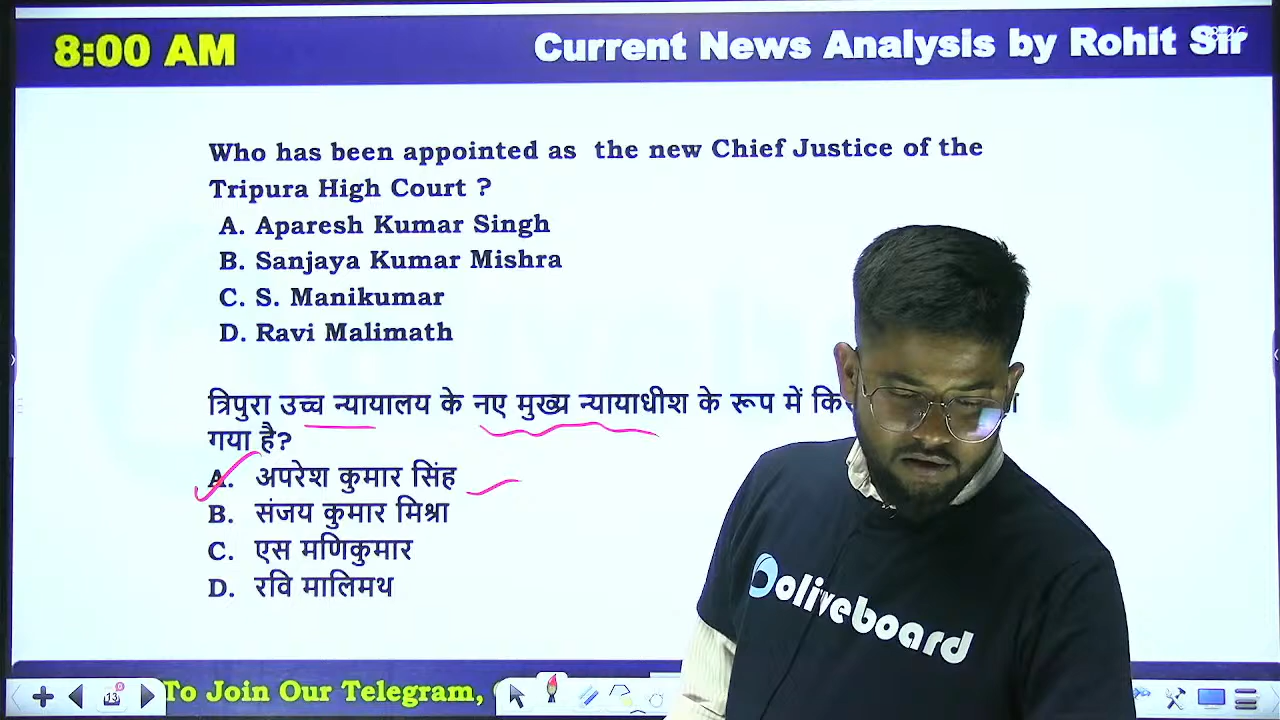 8:00 AM
Current News Analysis by Rohit Sir
Who has been appointed as the new Chief Justice of the
Tripura High Court ?
A. Aparesh Kumar Singh
B. Sanjaya Kumar Mishra
C. S. Manikumar
D. Ravi Malimath
त्रिपुरा उच्च न्यायालय के नए मुख्य न्यायाधीश के रूप में
गया है?
A. अपरेश कुमार सिंह
B. संजय कुमार मिश्रा
C. एस मणिकुमार
D. रवि मालिमथ
oliveboard
To Join Our Telegram,
13